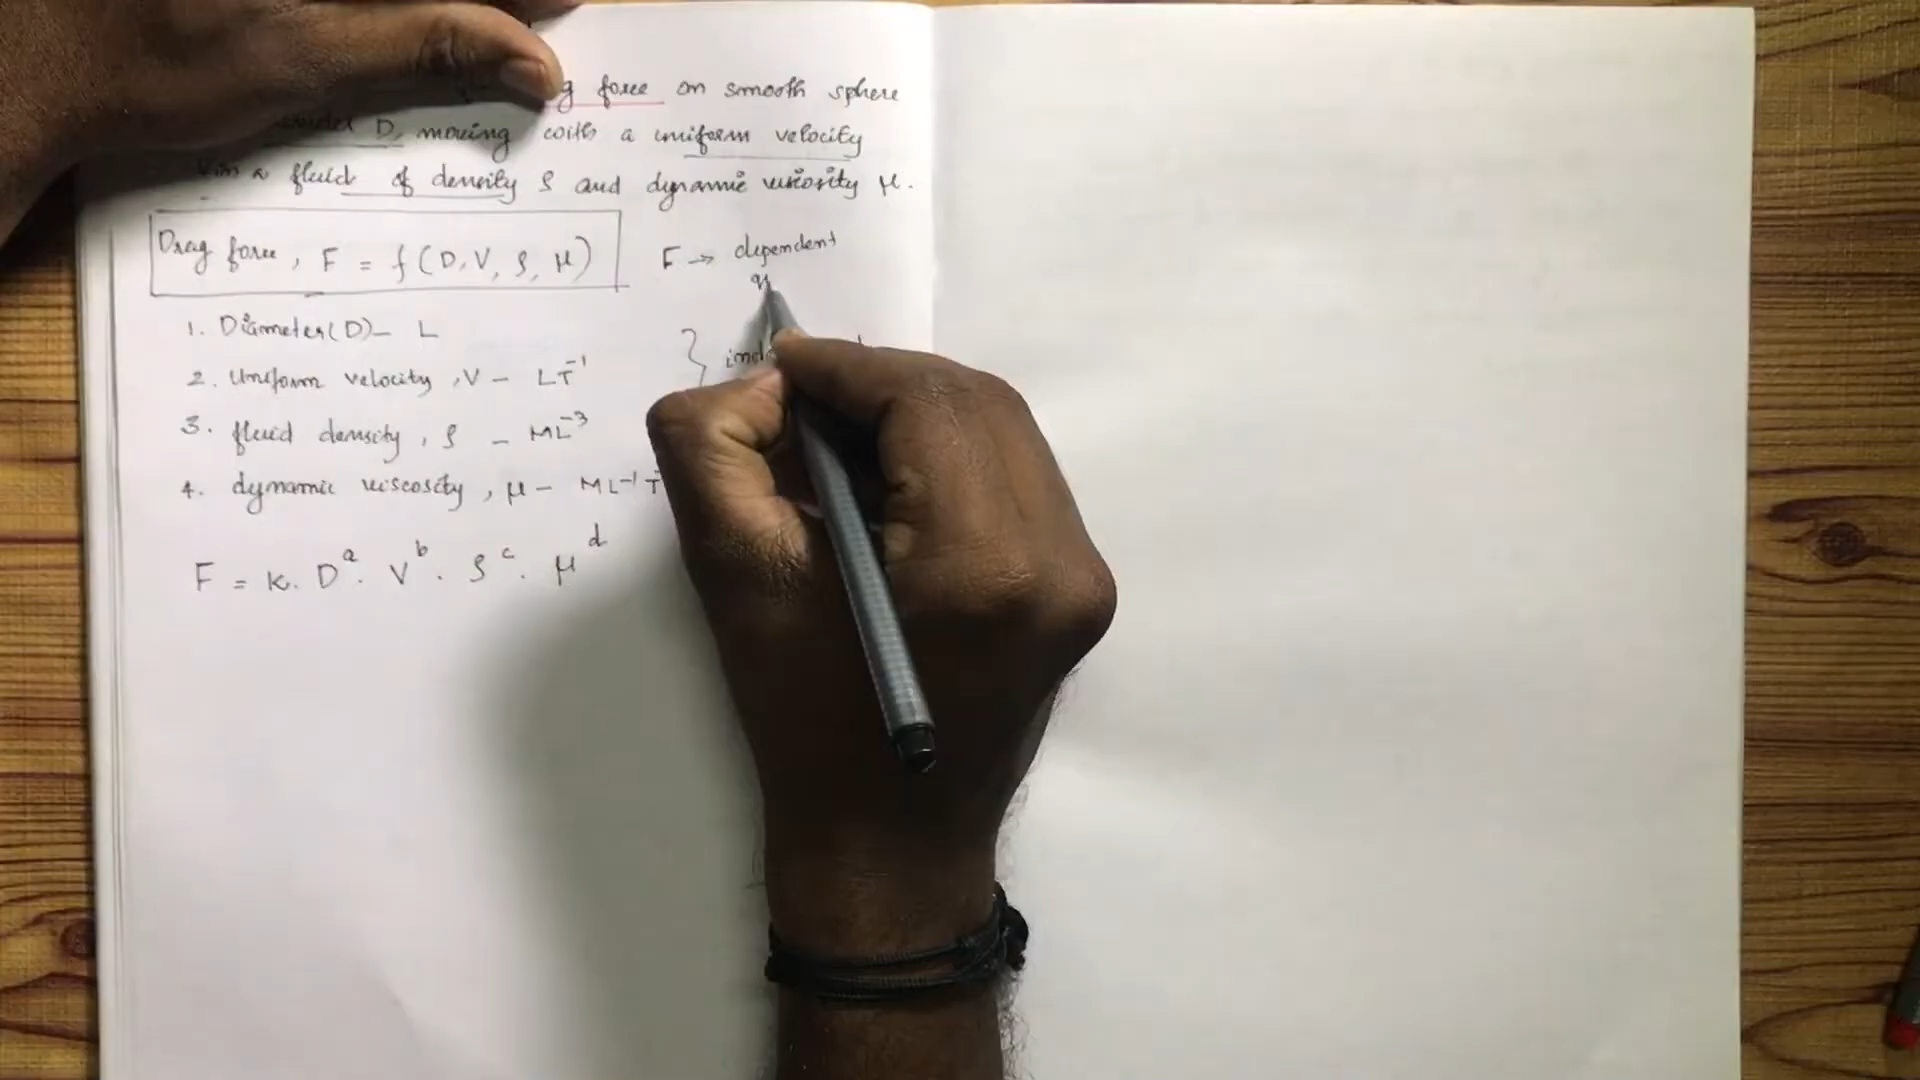 force on smooth sphere
D, moving with a uniform velocity
a fluid of density ρ and dynamic viscosity μ.
Drag force, F = f(D, V, ρ, μ)
F → dependent
1. Diameter(D) – L
2. Uniform velocity, V – LT⁻¹
3. fluid density, ρ – ML⁻³
4. dynamic viscosity, μ – ML⁻¹T
F = K. Dᵃ. Vᵇ. ρᶜ. μᵈ